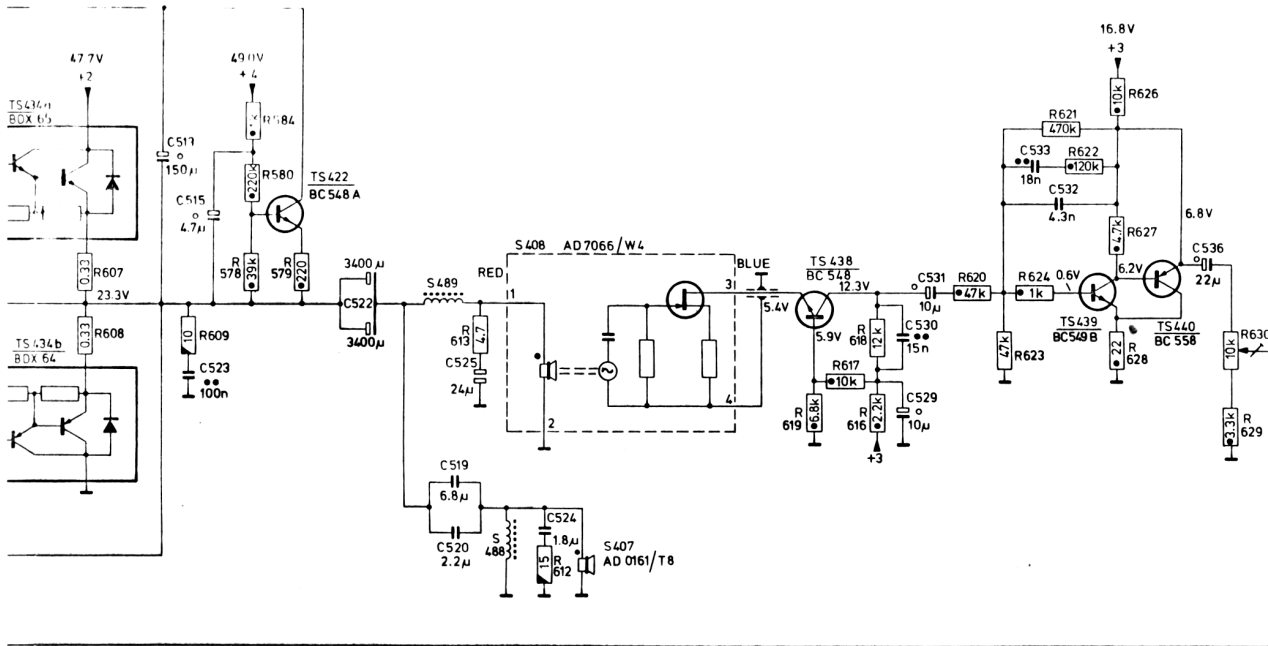 47.7V
+2
TS434a
BDX 65
49.0V
+4
R584
C517
150µ
R580
220k
TS422
BC548A
C515
4.7µ
R
578
39k
R
579
220
0.33
R607
23.3V
0.33
R608
TS434b
BDX 64
10
R609
C523
100n
3400µ
C522
3400µ
S489
R
613
4.7
C525
24µ
RED
S408 AD7066/W4
1
2
3
4
BLUE
5.4V
TS438
BC 548
12.3V
5.9V
R
618
12k
C530
15n
R617
10k
R
619
6.8k
R
616
2.2k
C529
10µ
+3
C531
10µ
R620
47k
R624
1k
0.6V
R623
47k
16.8V
+3
10k
R626
R621
470k
C533
18n
R622
120k
C532
4.3n
4.7k
R627
6.8V
6.2V
TS439
BC549B
TS440
BC 558
22
R
628
C536
22µ
R630
10k
3.3k
R
629
C519
6.8µ
C520
2.2µ
S
488
C524
1.8µ
15
R
612
S407
AD 0161/T8